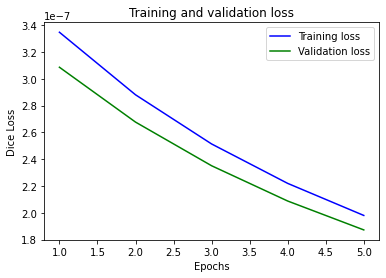 Training and validation loss
1e−7
Training loss
Validation loss
3.4
3.2
3.0
2.8
2.6
2.4
2.2
2.0
1.8
Dice Loss
1.0 1.5 2.0 2.5 3.0 3.5 4.0 4.5 5.0
Epochs